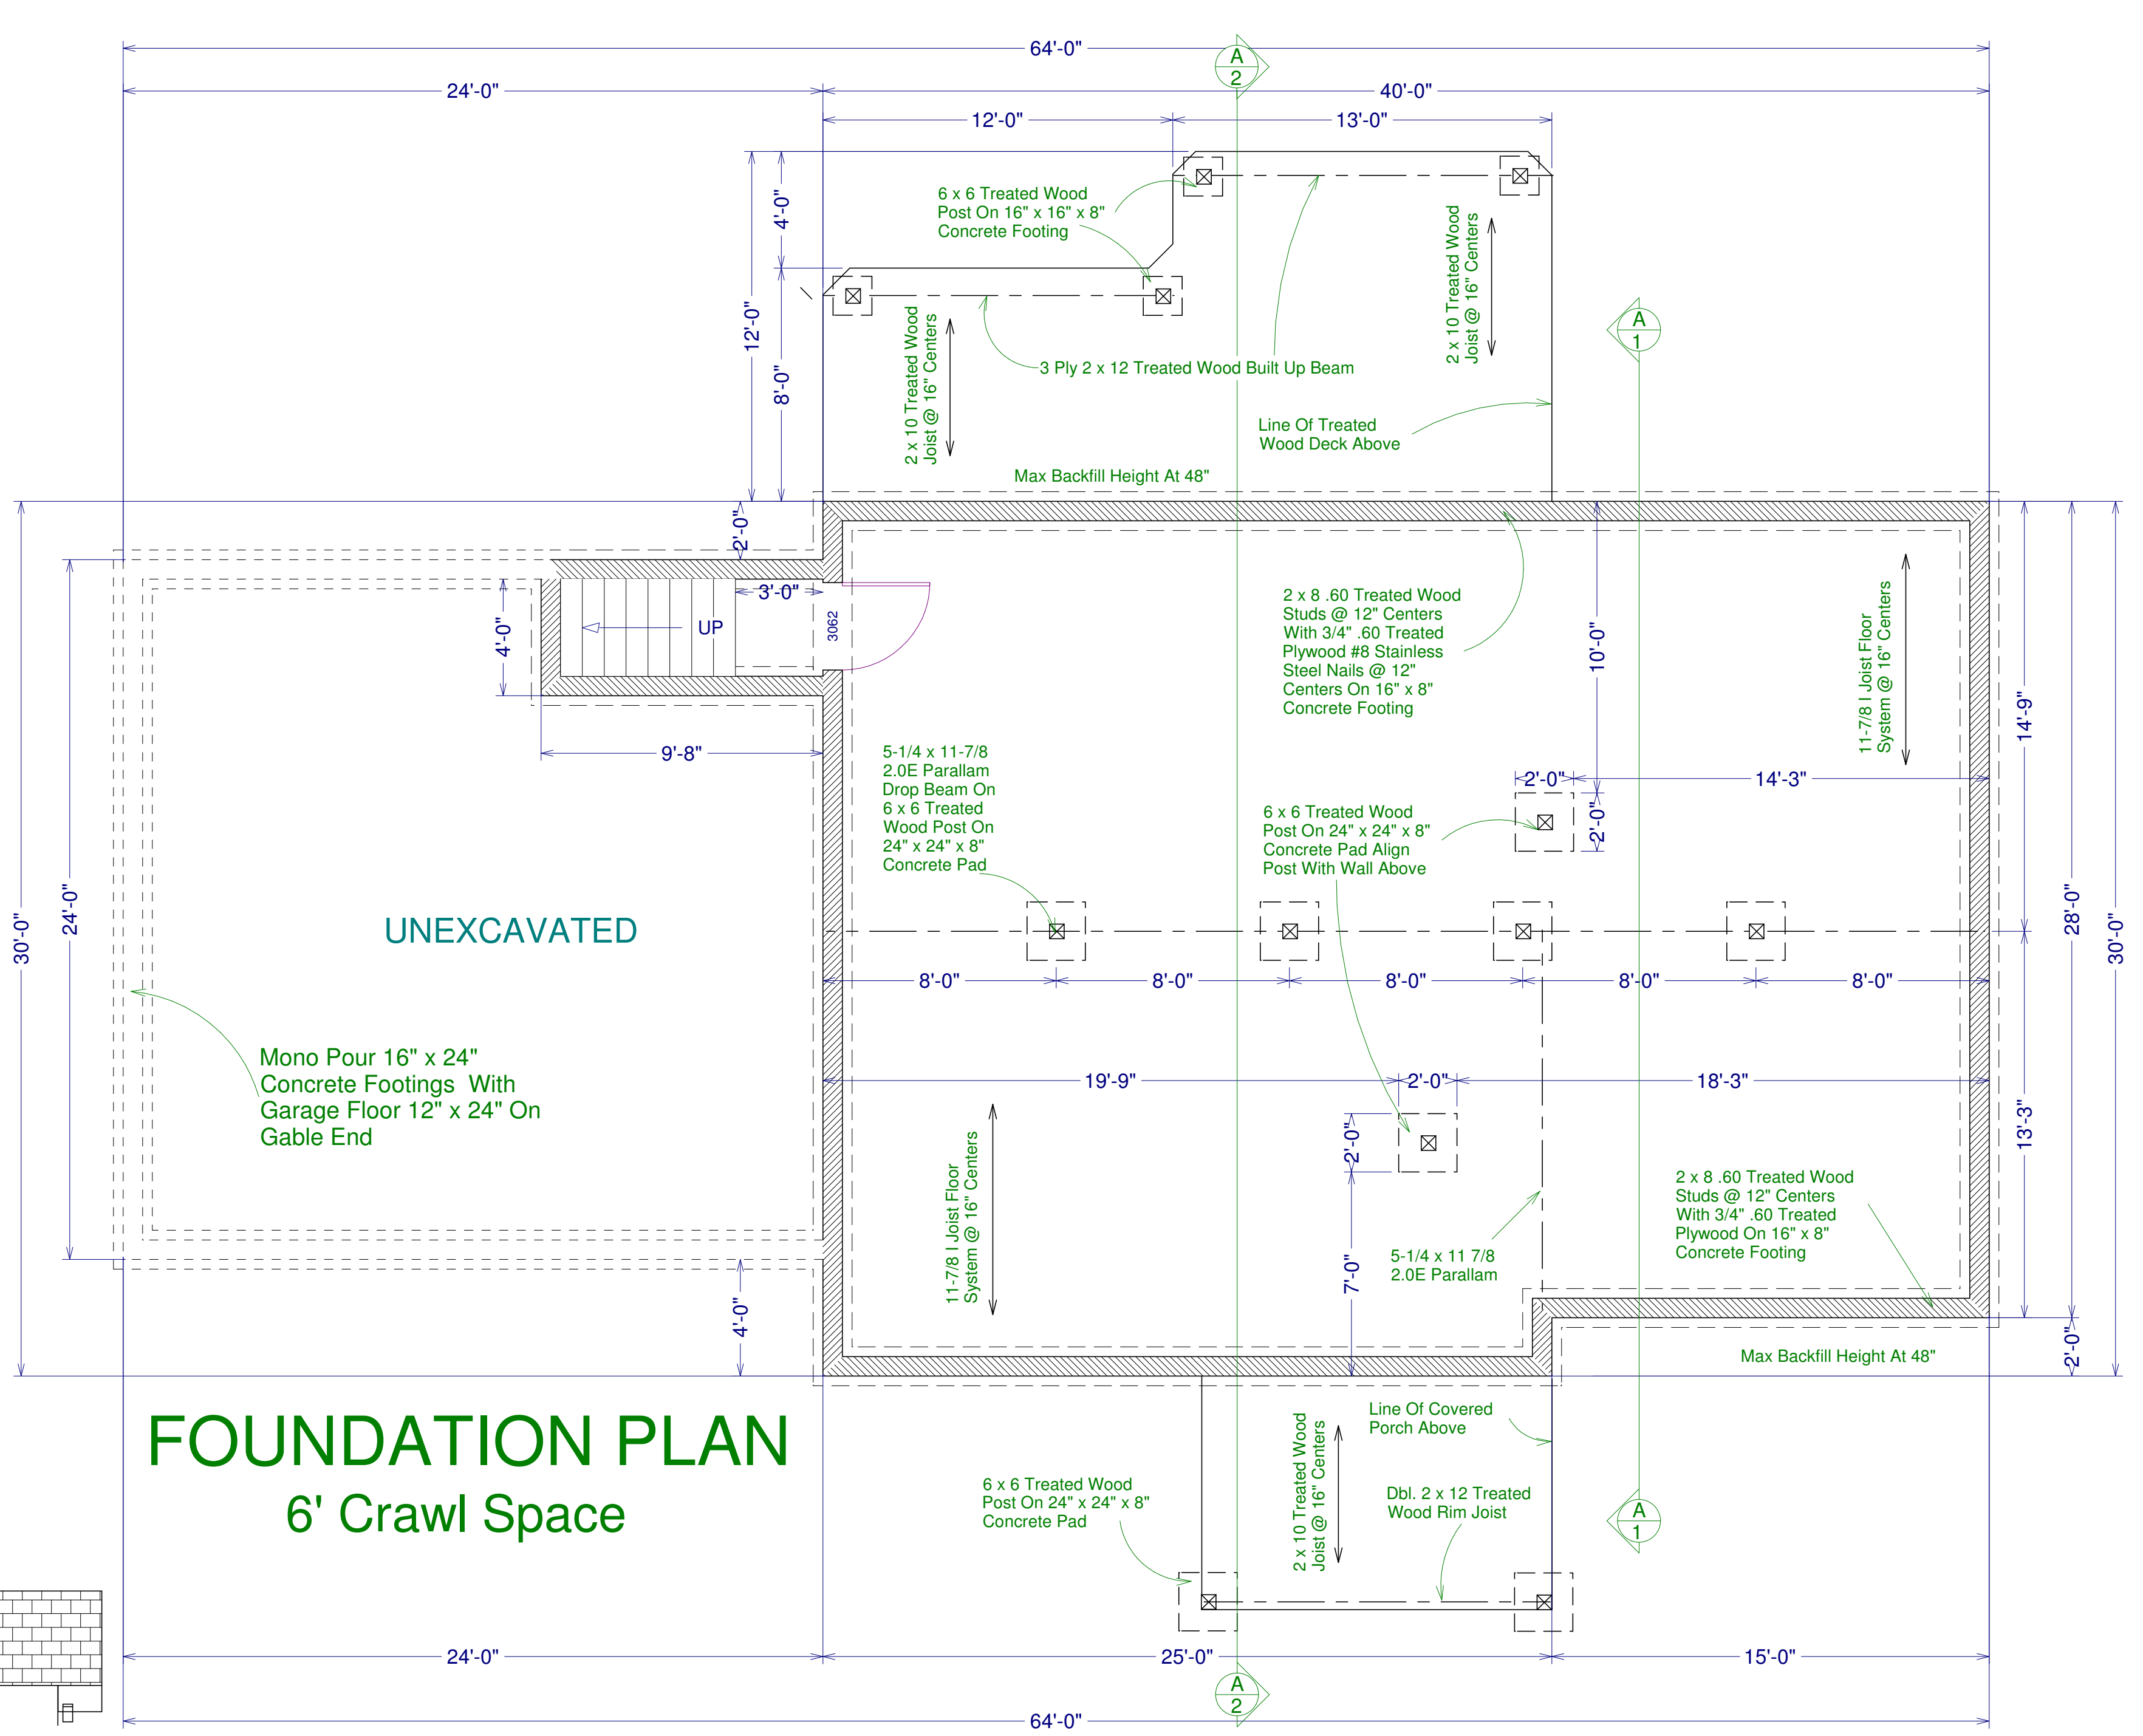 64'-0"
A
2
24'-0"
40'-0"
12'-0"
13'-0"
6 x 6 Treated Wood
Post On 16" x 16" x 8"
Concrete Footing
4'-0"
12'-0"
8'-0"
2 x 10 Treated Wood
Joist @ 16" Centers
2 x 10 Treated Wood
Joist @ 16" Centers
3 Ply 2 x 12 Treated Wood Built Up Beam
A
1
Line Of Treated
Wood Deck Above
Max Backfill Height At 48"
2'-0"
3'-0"
UP
3062
4'-0"
9'-8"
2 x 8 .60 Treated Wood
Studs @ 12" Centers
With 3/4" .60 Treated
Plywood #8 Stainless
Steel Nails @ 12"
Centers On 16" x 8"
Concrete Footing
10'-0"
11-7/8 I Joist Floor
System @ 16" Centers
14'-9"
5-1/4 x 11-7/8
2.0E Parallam
Drop Beam On
6 x 6 Treated
Wood Post On
24" x 24" x 8"
Concrete Pad
6 x 6 Treated Wood
Post On 24" x 24" x 8"
Concrete Pad Align
Post With Wall Above
2'-0"
14'-3"
2'-0"
30'-0"
24'-0"
UNEXCAVATED
28'-0"
30'-0"
8'-0"
8'-0"
8'-0"
8'-0"
8'-0"
Mono Pour 16" x 24"
Concrete Footings  With
Garage Floor 12" x 24" On
Gable End
19'-9"
2'-0"
18'-3"
2'-0"
13'-3"
11-7/8 I Joist Floor
System @ 16" Centers
7'-0"
5-1/4 x 11 7/8
2.0E Parallam
2 x 8 .60 Treated Wood
Studs @ 12" Centers
With 3/4" .60 Treated
Plywood On 16" x 8"
Concrete Footing
4'-0"
Max Backfill Height At 48"
2'-0"
FOUNDATION PLAN
6' Crawl Space
Line Of Covered
Porch Above
6 x 6 Treated Wood
Post On 24" x 24" x 8"
Concrete Pad
2 x 10 Treated Wood
Joist @ 16" Centers
Dbl. 2 x 12 Treated
Wood Rim Joist
A
1
24'-0"
25'-0"
15'-0"
A
2
64'-0"